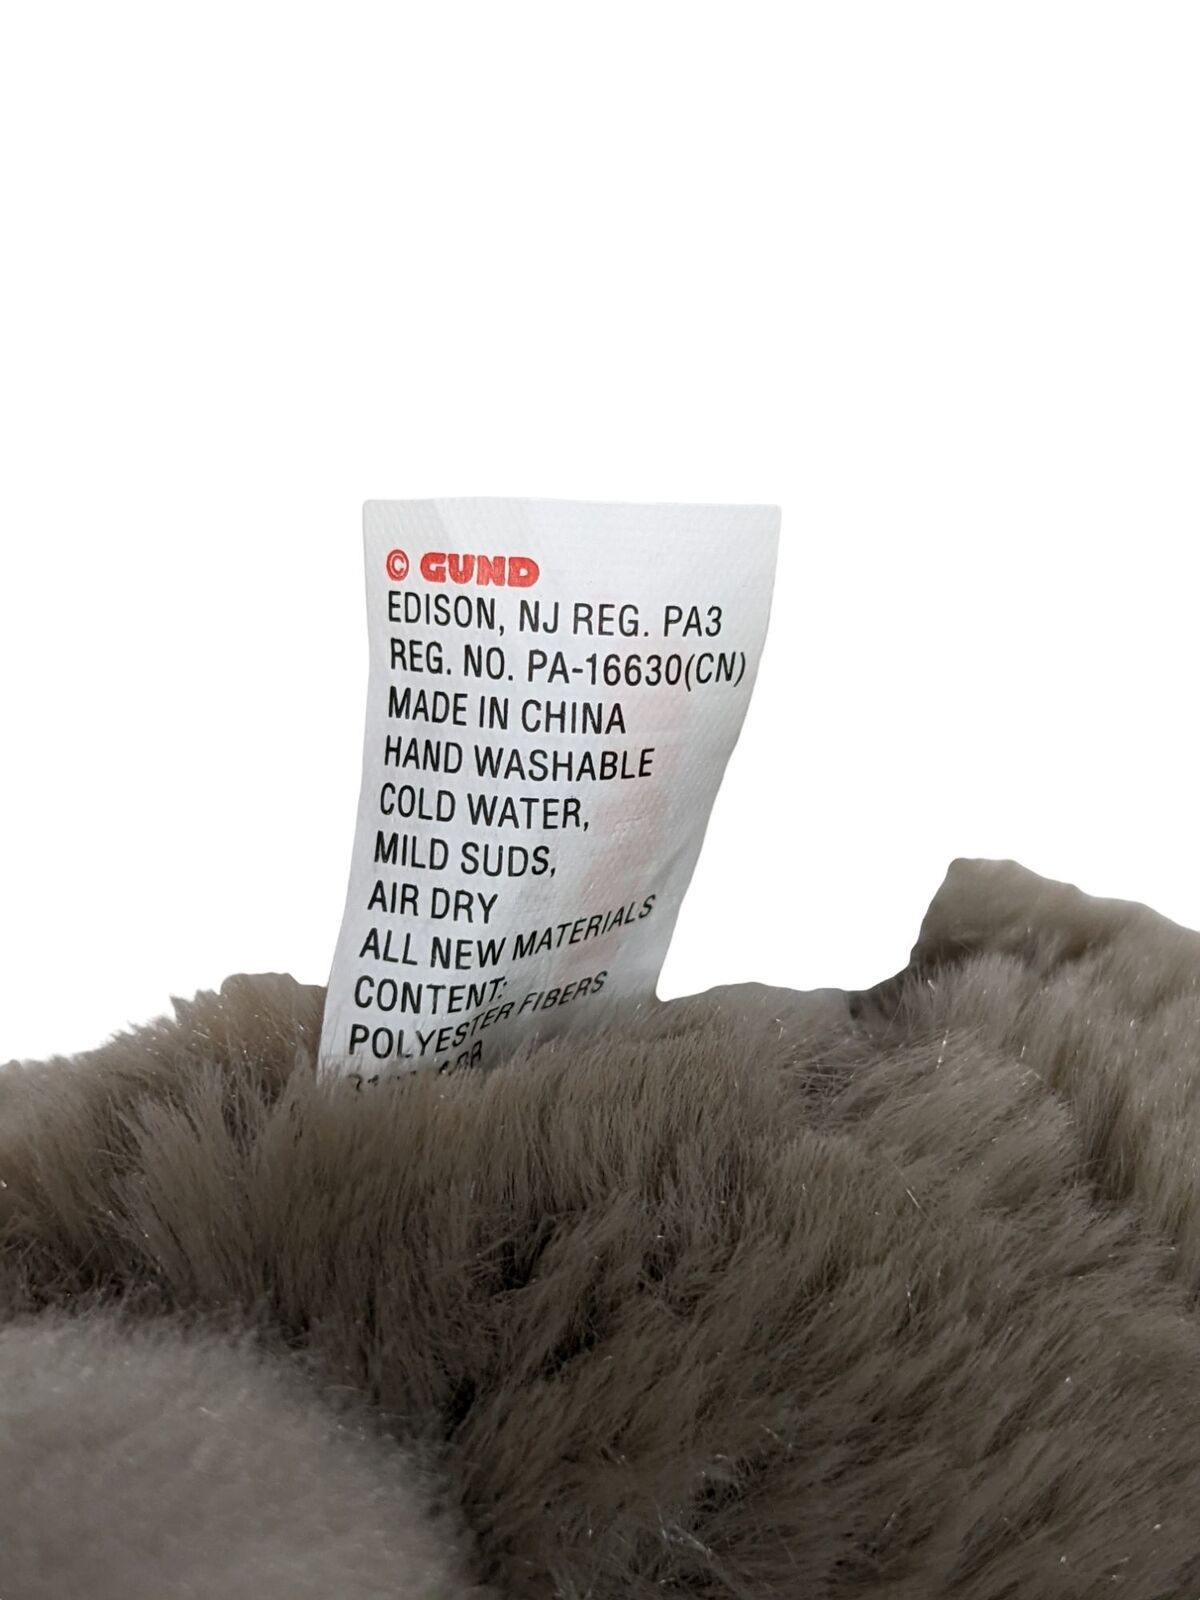 © GUND
EDISON, NJ REG. PA3
REG. NO. PA-16630(CN)
MADE IN CHINA
HAND WASHABLE
COLD WATER,
MILD SUDS,
AIR DRY
ALL NEW MATERIALS
CONTENT:
POLYESTER FIBERS